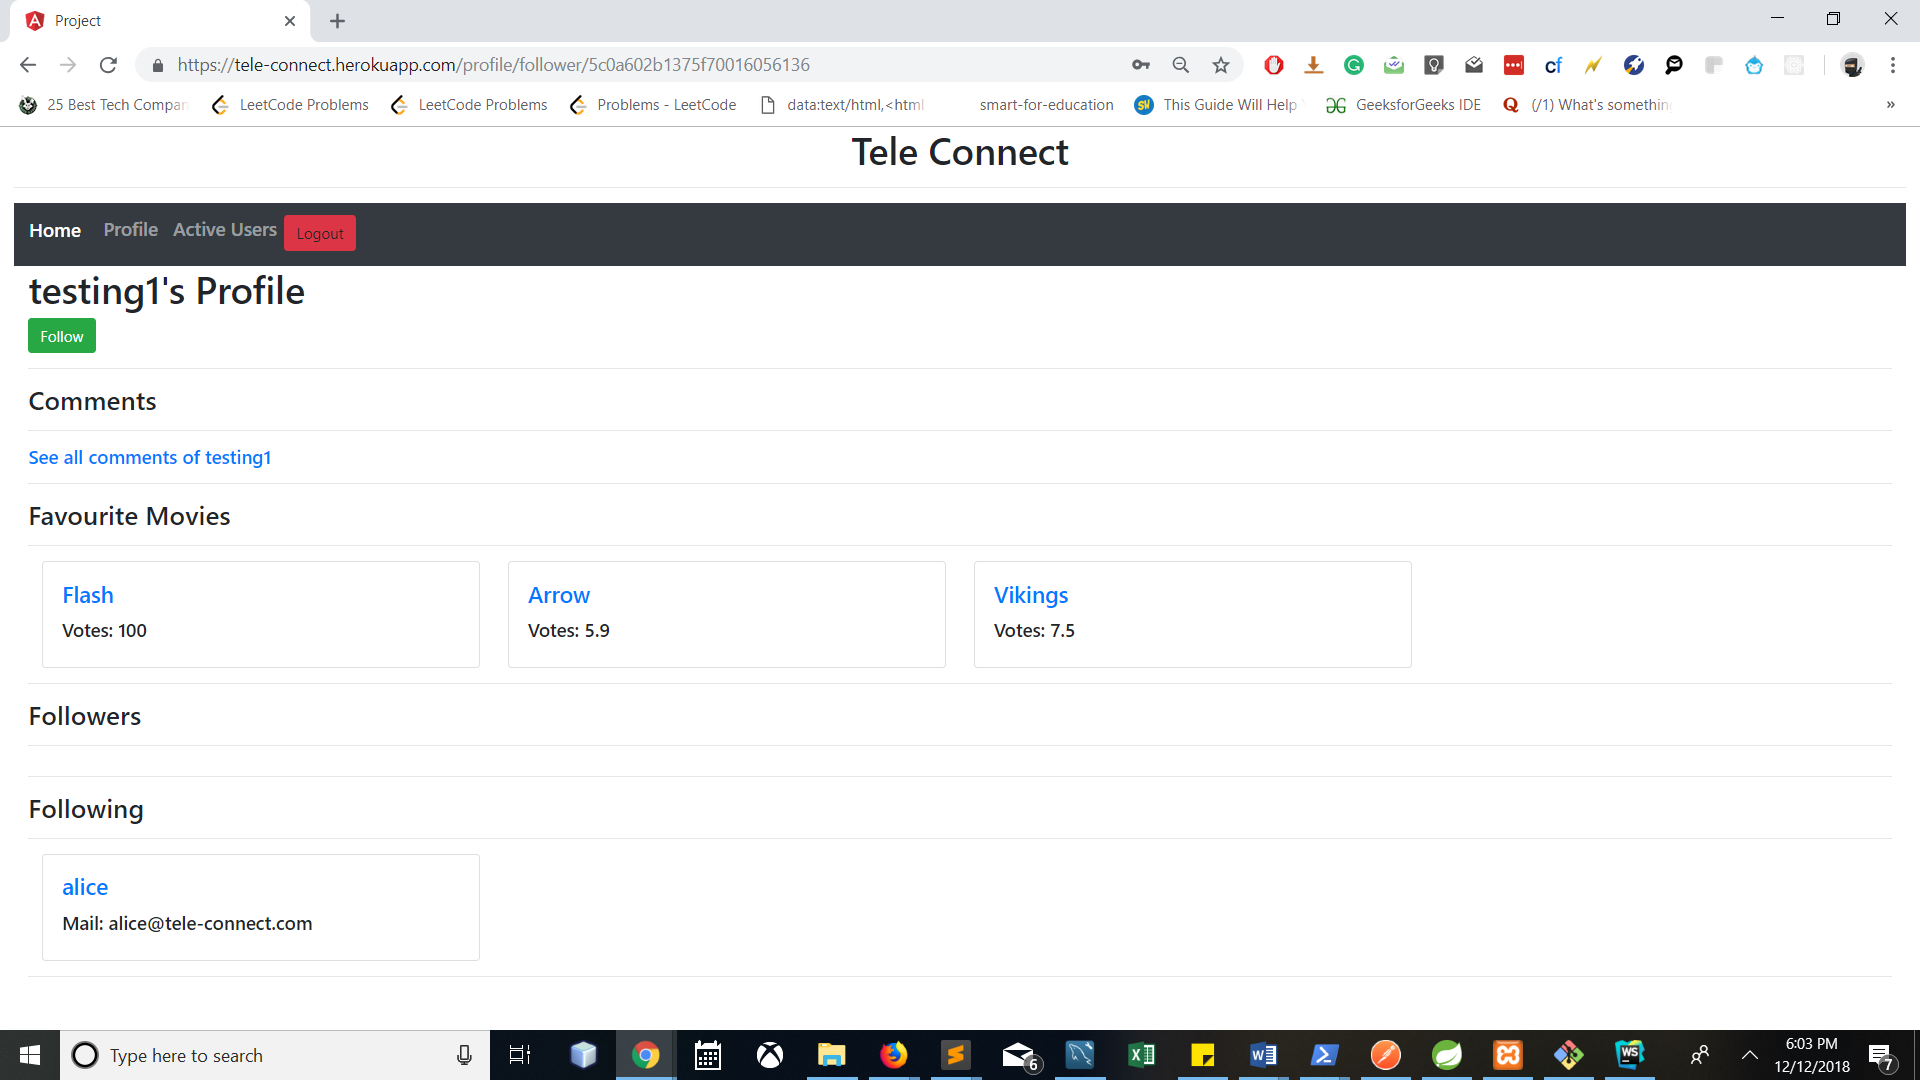 Project
https://tele-connect.herokuapp.com/profile/follower/5c0a602b1375f70016056136
25 Best Tech Compan LeetCode Problems LeetCode Problems Problems - LeetCode data:text/html,<html smart-for-education This Guide Will Help GeeksforGeeks IDE (/1) What's somethin »
Tele Connect
Home Profile Active Users Logout
testing1's Profile
Follow
Comments
See all comments of testing1
Favourite Movies
Flash Arrow Vikings
Votes: 100 Votes: 5.9 Votes: 7.5
Followers
Following
alice
Mail: alice@tele-connect.com
Type here to search
6
6:03 PM
12/12/2018
7